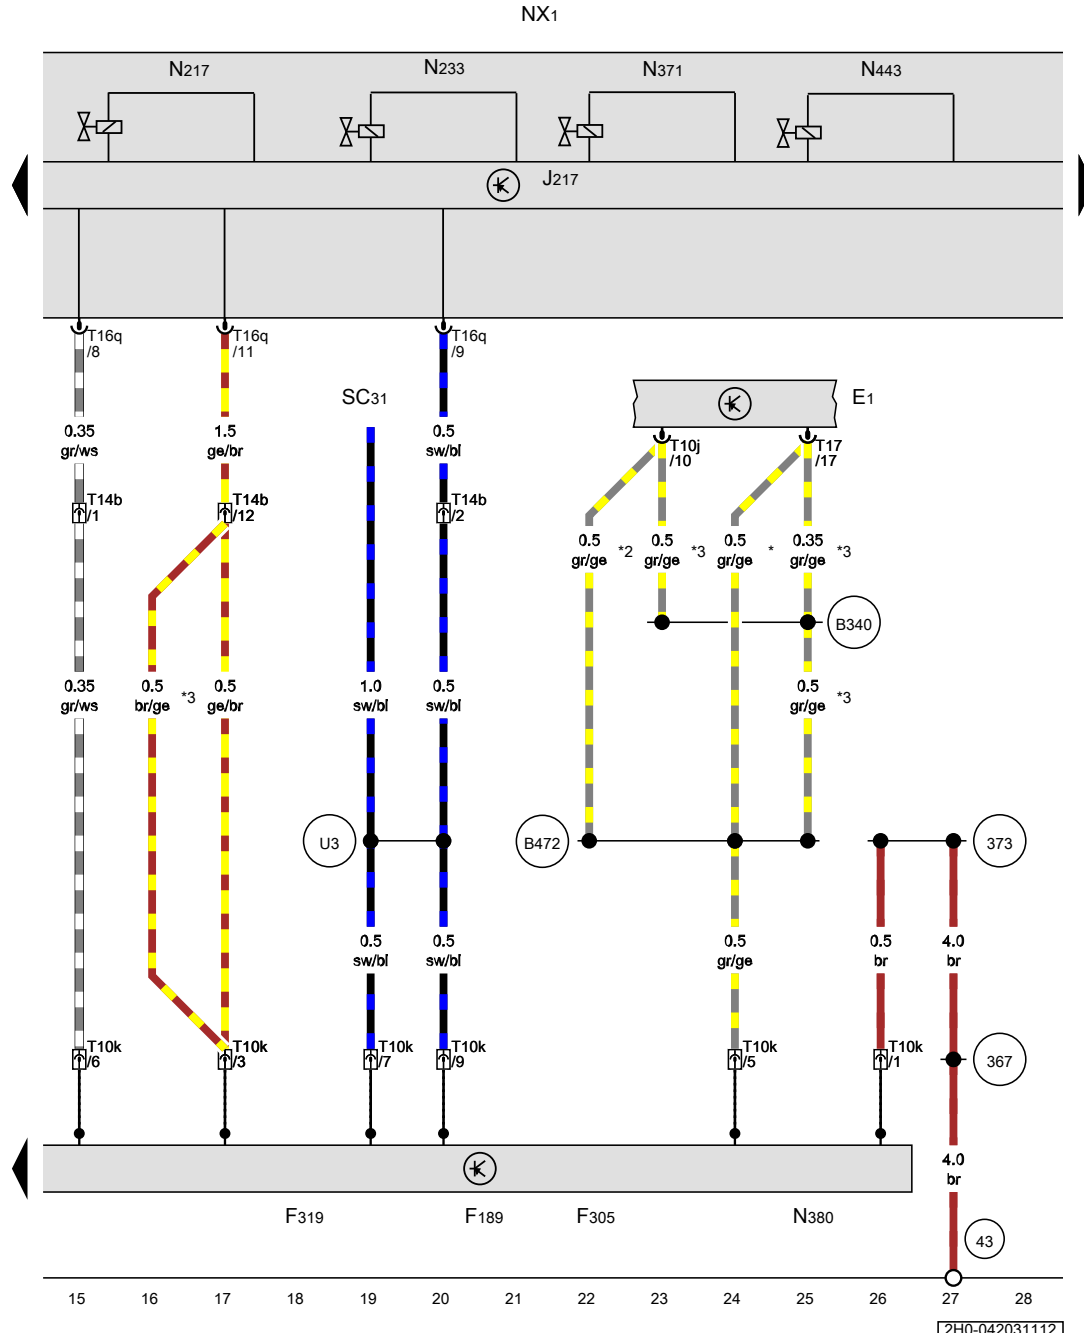 NX1
N217 N233 N371 N443
J217
T16q /8
T16q /11
T16q /9
SC31
E1
0.35 gr/ws
1.5 ge/br
0.5 sw/bl
T10j /10
T17 /17
T14b /1
T14b /12
T14b /2
0.5 gr/ge *2
0.5 gr/ge *3
0.5 gr/ge *
0.35 gr/ge *3
B340
0.35 gr/ws
0.5 br/ge *3
0.5 ge/br
1.0 sw/bl
0.5 sw/bl
0.5 gr/ge *3
U3
B472
373
0.5 sw/bl
0.5 sw/bl
0.5 gr/ge
0.5 br
4.0 br
T10k /6
T10k /3
T10k /7
T10k /9
T10k /5
T10k /1
367
4.0 br
F319 F189 F305 N380
43
15 16 17 18 19 20 21 22 23 24 25 26 27 28
2H0-042031112